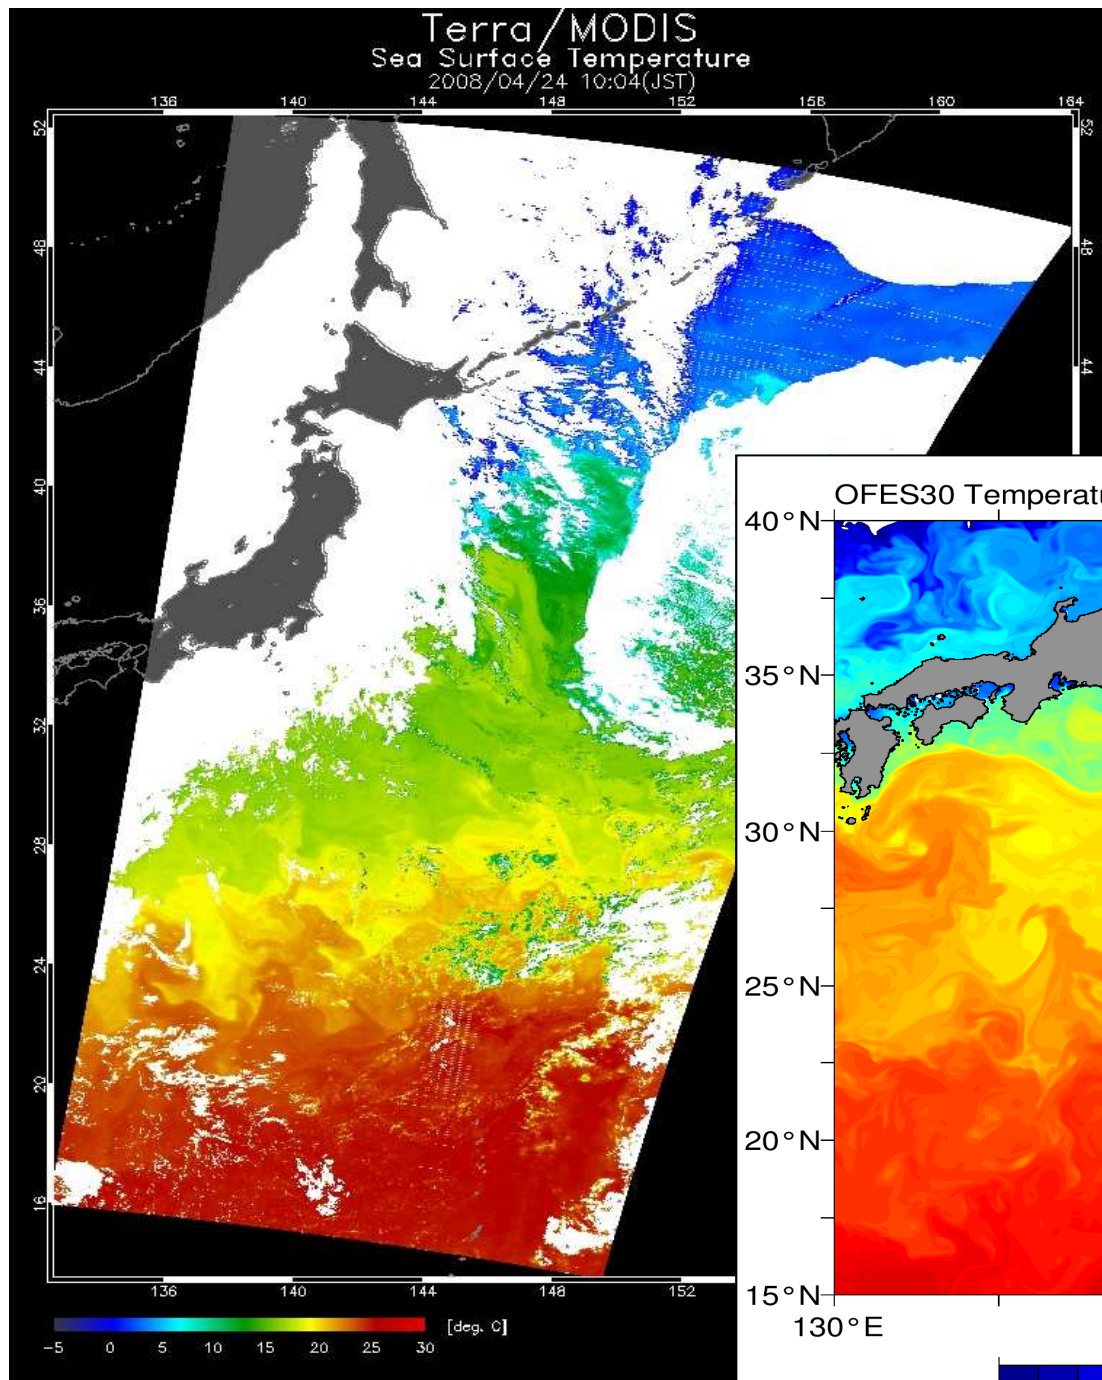 Terra/MODIS
Sea Surface Temperature
2008/04/24 10:04(JST)
136 140 144 148 152 156 160 164
52 52
48 48
44 44
40
OFES30 Temperatu
40°N
36
35°N
32
30°N
28
25°N
24
20
20°N
16
15°N
136 140 144 148 152
130°E
[deg. C]
-5 0 5 10 15 20 25 30